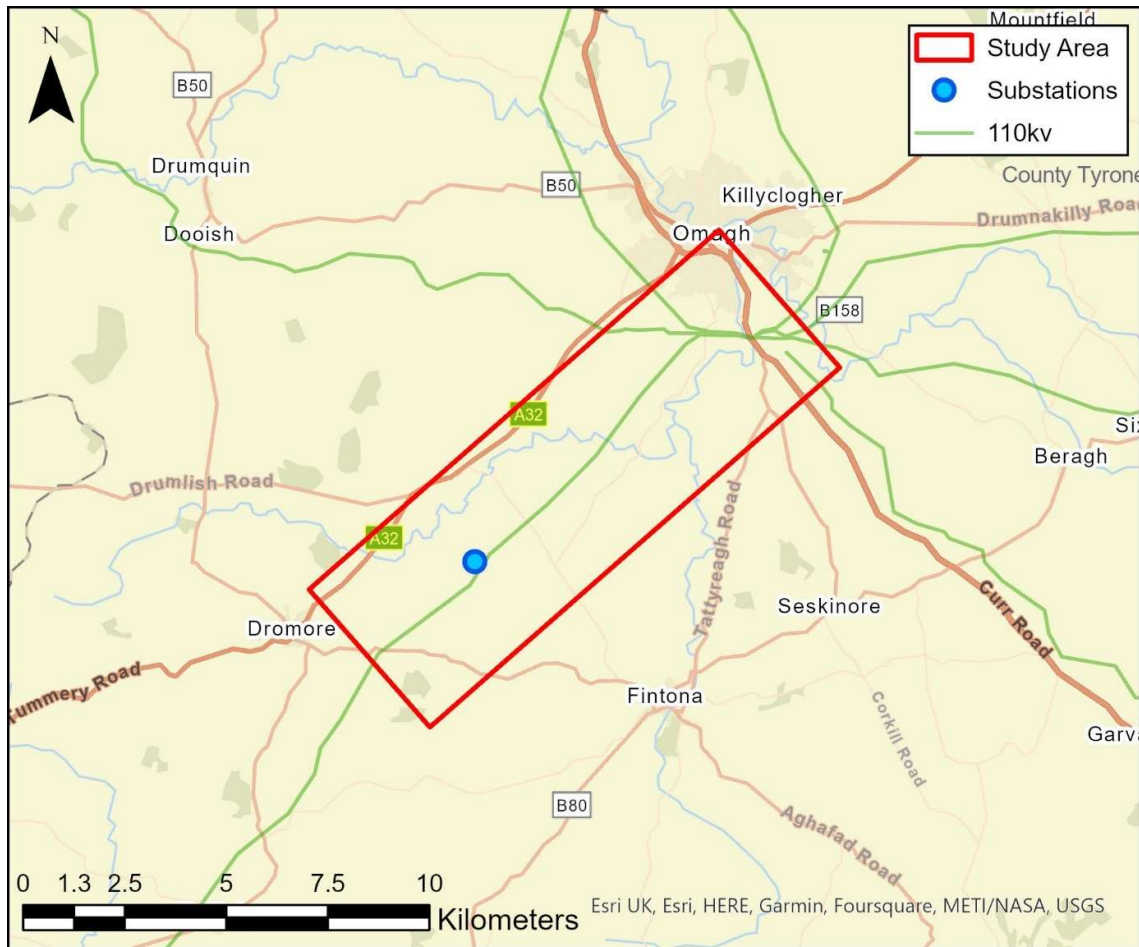 Mountfield
N
Study Area
Substations
110kv
B50
Drumquin
B50
Killyclogher
County Tyrone
Drumnakilly Road
Dooish
Omagh
B158
A32
Six
Beragh
Drumlish Road
A32
Tattyreagh Road
Seskinore
Curr Road
Dromore
Tummery Road
Fintona
Corkill Road
Garva
B80
Aghafad Road
0 1.3 2.5 5 7.5 10
Kilometers
Esri UK, Esri, HERE, Garmin, Foursquare, METI/NASA, USGS